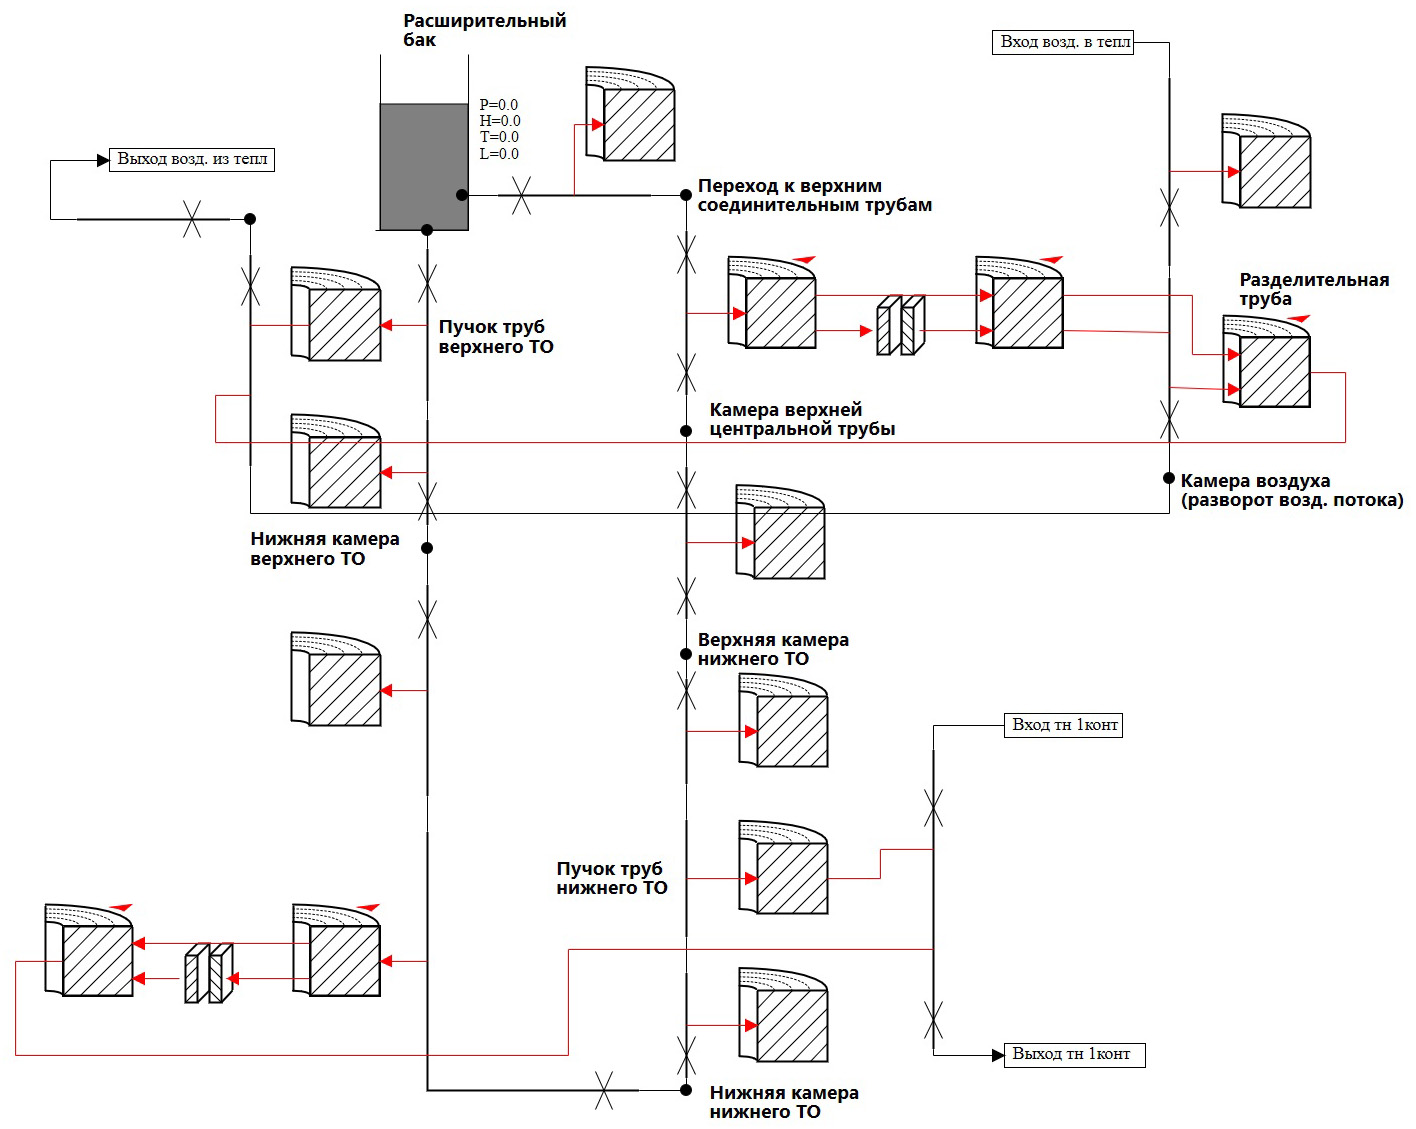 Расширительный
бак
Вход возд. в тепл
P=0.0
H=0.0
T=0.0
L=0.0
Выход возд. из тепл
Переход к верхним
соединительным трубам
Разделительная
труба
Пучок труб
верхнего ТО
Камера верхней
центральной трубы
Камера воздуха
(разворот возд. потока)
Нижняя камера
верхнего ТО
Верхняя камера
нижнего ТО
Вход тн 1конт
Пучок труб
нижнего ТО
Выход тн 1конт
Нижняя камера
нижнего ТО